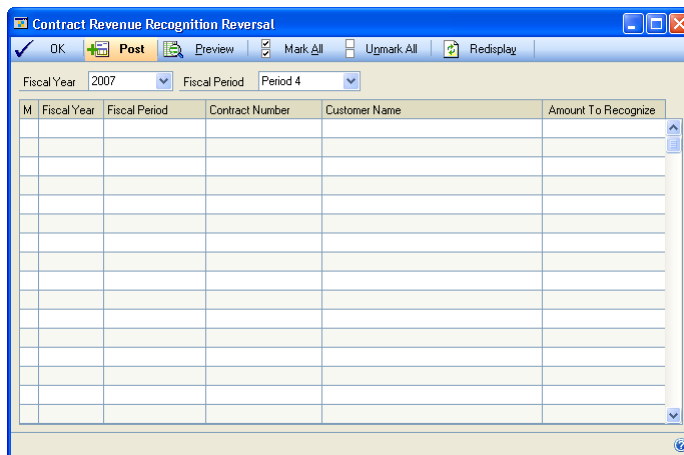 Contract Revenue Recognition Reversal
OK Post Preview Mark All Unmark All Redisplay
Fiscal Year 2007 Fiscal Period Period 4
M Fiscal Year Fiscal Period Contract Number Customer Name Amount To Recognize